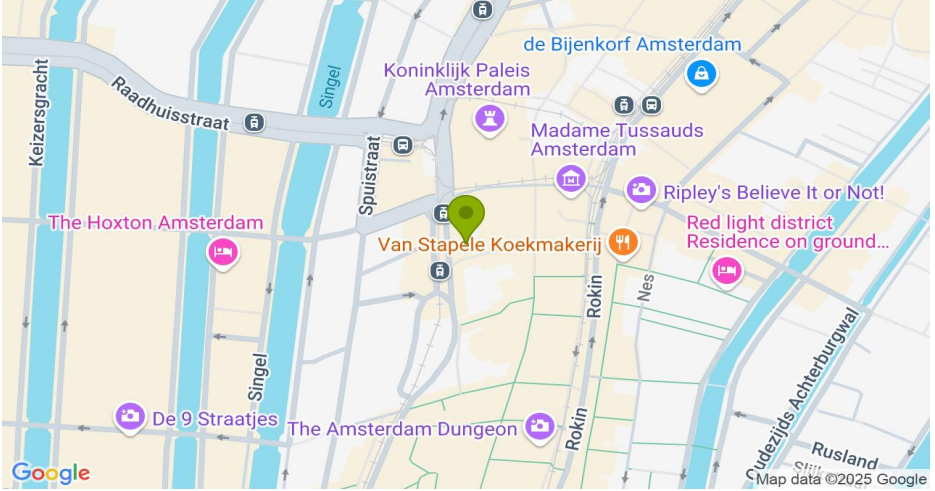 de Bijenkorf Amsterdam
Koninklijk Paleis
Amsterdam
Singel
Keizersgracht
Raadhuisstraat
Madame Tussauds
Amsterdam
Spuistraat
Ripley's Believe It or Not!
The Hoxton Amsterdam
Red light district
Residence on ground...
Van Stapele Koekmakerij
Rokin
Nes
Singel
De 9 Straatjes
The Amsterdam Dungeon
Rokin
Oudezijds Achterburgwal
Rusland
Google
Map data ©2025 Google